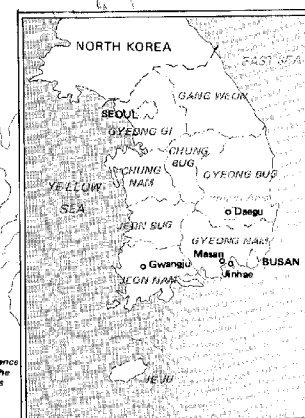 NORTH KOREA
EAST SEA
GANG WEON
SEOUL
GYEONG GI
CHUNG
BUG
CHUNG
NAM
GYEONG BUG
YELLOW
SEA
Daegu
JEON BUG
GYEONG NAM
Masan
BUSAN
Gwangju
Jinhae
JEON NAM
JEJU